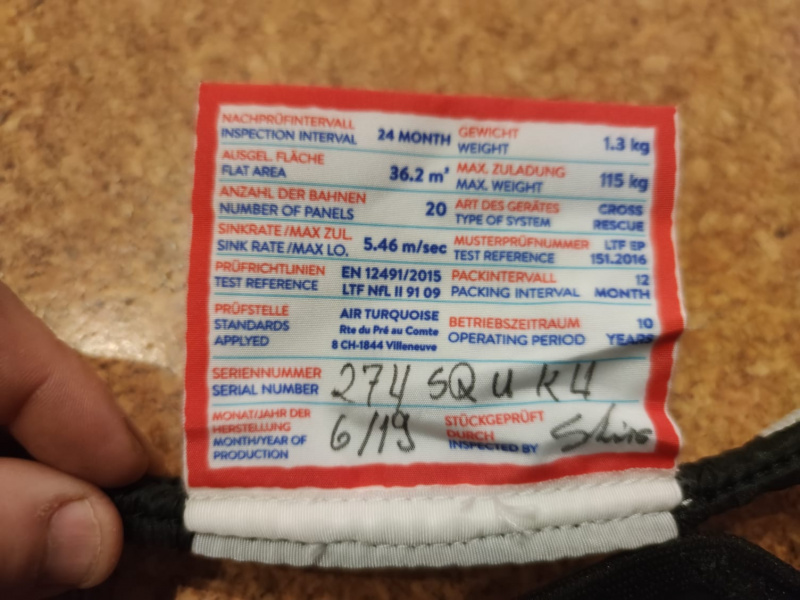 NACHPRÜFINTERVALL
INSPECTION INTERVAL 24 MONTH
GEWICHT
WEIGHT 1.3 kg
AUSGEL. FLÄCHE
FLAT AREA 36.2 m²
MAX. ZULADUNG
MAX. WEIGHT 115 kg
ANZAHL DER BAHNEN
NUMBER OF PANELS 20
ART DES GERÄTES CROSS
TYPE OF SYSTEM RESCUE
SINKRATE /MAX ZUL.
SINK RATE /MAX LO. 5.46 m/sec
MUSTERPRÜFNUMMER LTF EP
TEST REFERENCE 151.2016
PRÜFRICHTLINIEN EN 12491/2015
TEST REFERENCE LTF NfL II 91 09
PACKINTERVALL 12
PACKING INTERVAL MONTH
PRÜFSTELLE AIR TURQUOISE
STANDARDS Rte du Pré au Comte
APPLYED 8 CH-1844 Villeneuve
BETRIEBSZEITRAUM 10
OPERATING PERIOD YEARS
SERIENNUMMER
SERIAL NUMBER 274 SQ U K U
MONAT/JAHR DER
HERSTELLUNG
MONTH/YEAR OF
PRODUCTION 6/19
STÜCKGEPRÜFT
DURCH
INSPECTED BY